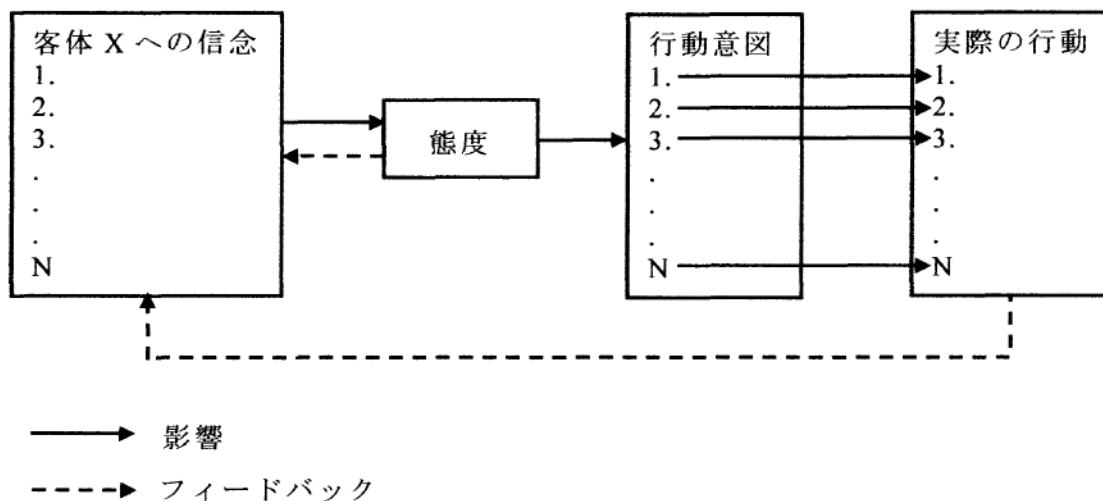 客体 X への信念
1.
2.
3.
.
.
.
N
態度
行動意図
1.
2.
3.
.
.
.
N
実際の行動
1.
2.
3.
.
.
.
N
影響
フィードバック